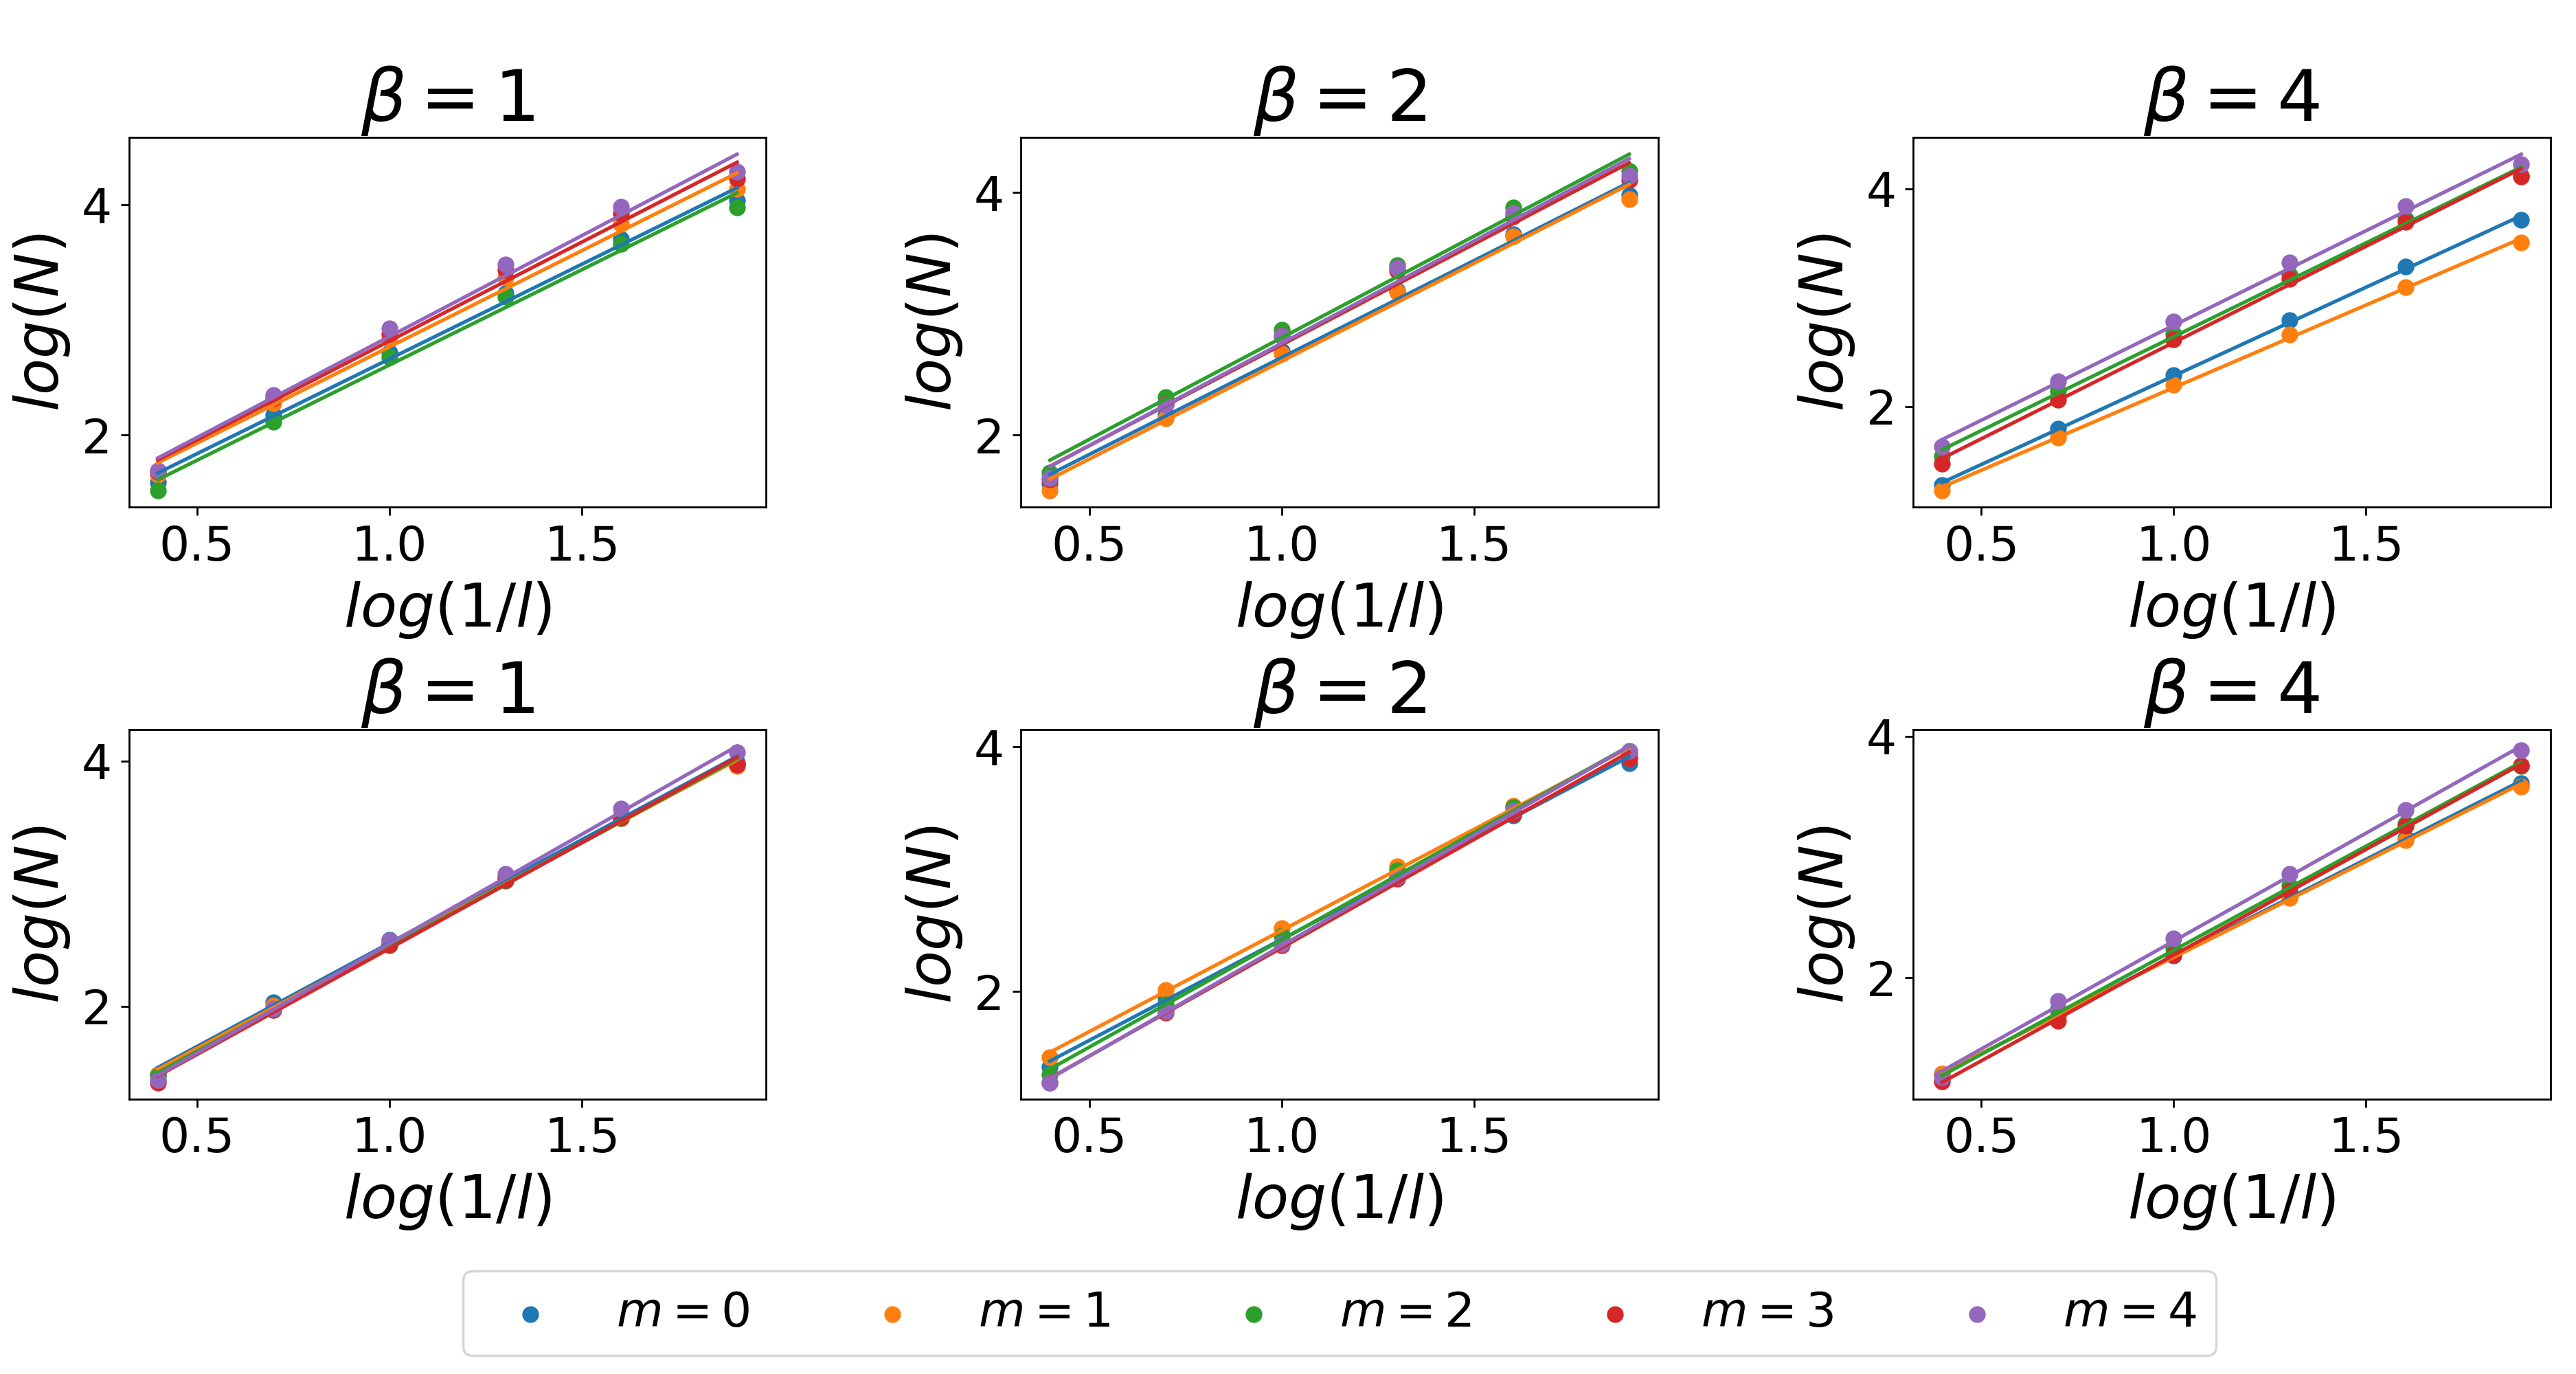 β = 1
β = 2
β = 4
4
2
log(N)
0.5 1.0 1.5
log(1/l)
4
2
log(N)
0.5 1.0 1.5
log(1/l)
4
2
log(N)
0.5 1.0 1.5
log(1/l)
β = 1
β = 2
β = 4
4
2
log(N)
0.5 1.0 1.5
log(1/l)
4
2
log(N)
0.5 1.0 1.5
log(1/l)
4
2
log(N)
0.5 1.0 1.5
log(1/l)
m = 0 m = 1 m = 2 m = 3 m = 4